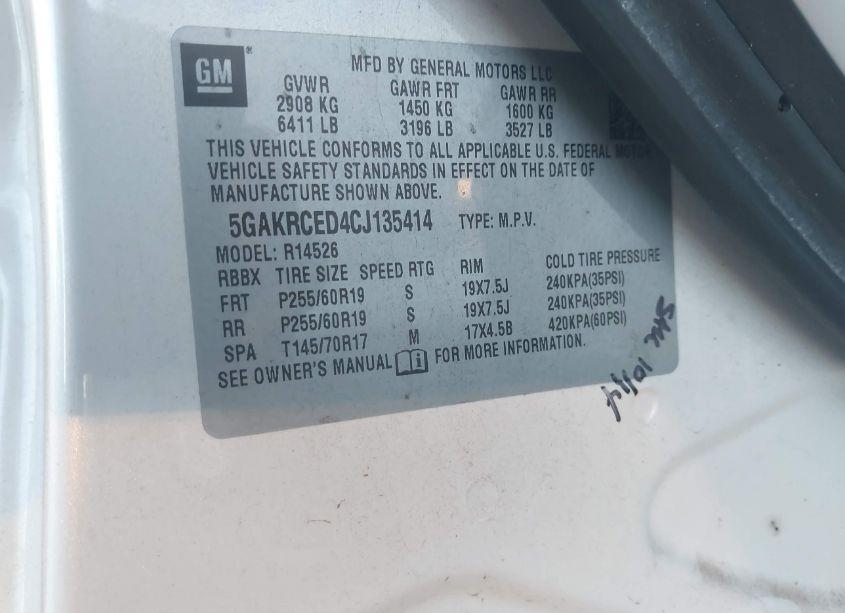 GM
MFD BY GENERAL MOTORS LLC
GVWR GAWR FRT GAWR RR
2908 KG 1450 KG 1600 KG
6411 LB 3196 LB 3527 LB
THIS VEHICLE CONFORMS TO ALL APPLICABLE U.S. FEDERAL MOTOR
VEHICLE SAFETY STANDARDS IN EFFECT ON THE DATE OF
MANUFACTURE SHOWN ABOVE.
5GAKRCED4CJ135414 TYPE: M.P.V.
MODEL: R14526
RBBX TIRE SIZE SPEED RTG RIM COLD TIRE PRESSURE
FRT P255/60R19 S 19X7.5J 240KPA(35PSI)
RR P255/60R19 S 19X7.5J 240KPA(35PSI)
SPA T145/70R17 M 17X4.5B 420KPA(60PSI)
SEE OWNER'S MANUAL FOR MORE INFORMATION.